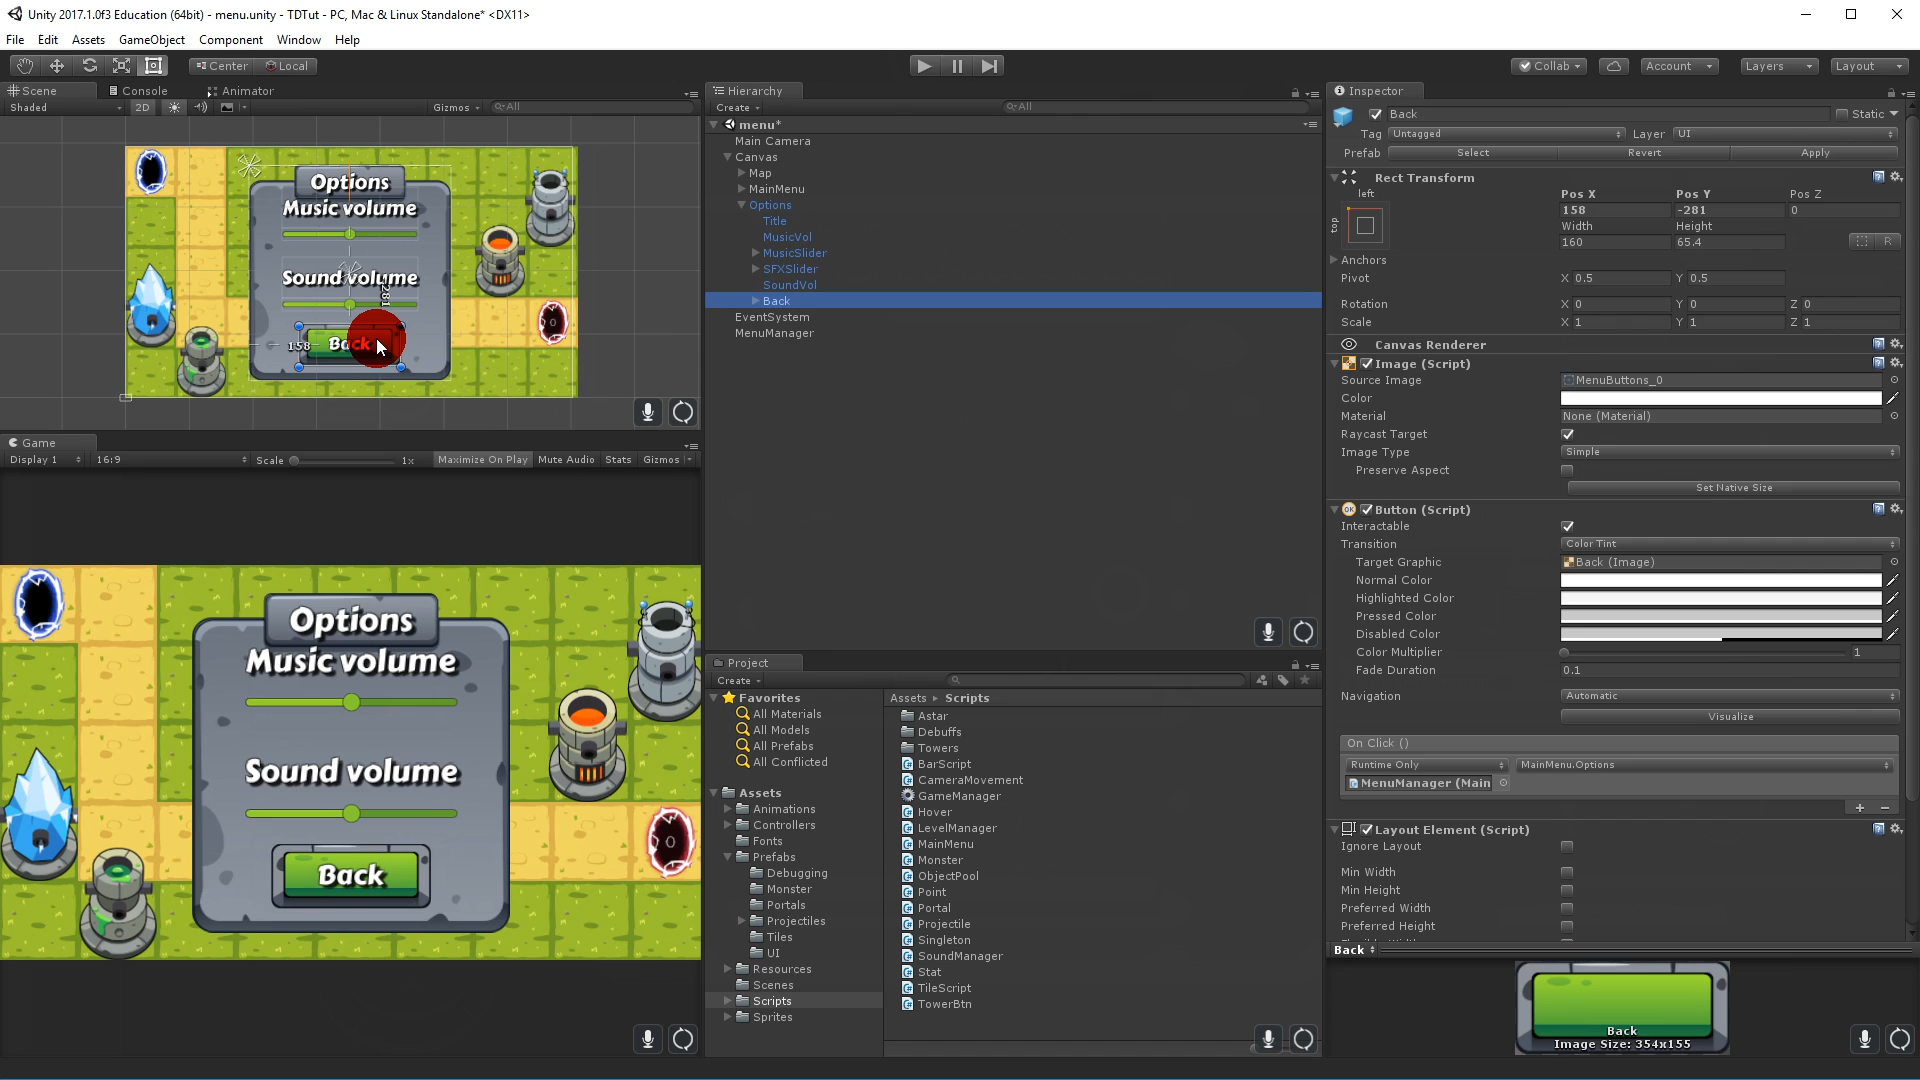 Unity 2017.1.0f3 Education (64bit) - menu.unity - TDTut - PC, Mac & Linux Standalone* <DX11>
File Edit Assets GameObject Component Window Help
Center Local
Collab Account Layers Layout
Scene Console Animator
Shaded 2D Gizmos All
Options
Music volume
Sound volume
281
158 Back
Game
Display 1 16:9 Scale 1x Maximize On Play Mute Audio Stats Gizmos
Options
Music volume
Sound volume
Back
Hierarchy
Create All
menu*
Main Camera
Canvas
Map
MainMenu
Options
Title
MusicVol
MusicSlider
SFXSlider
SoundVol
Back
EventSystem
MenuManager
Project
Create
Favorites
All Materials
All Models
All Prefabs
All Conflicted
Assets
Animations
Controllers
Fonts
Prefabs
Debugging
Monster
Portals
Projectiles
Tiles
UI
Resources
Scenes
Scripts
Sprites
Assets Scripts
Astar
Debuffs
Towers
BarScript
CameraMovement
GameManager
Hover
LevelManager
MainMenu
Monster
ObjectPool
Point
Portal
Projectile
Singleton
SoundManager
Stat
TileScript
TowerBtn
Inspector
Back Static
Tag Untagged Layer UI
Prefab Select Revert Apply
Rect Transform
left Pos X Pos Y Pos Z
top 158 -281 0
Width Height
160 65.4
R
Anchors
Pivot X 0.5 Y 0.5
Rotation X 0 Y 0 Z 0
Scale X 1 Y 1 Z 1
Canvas Renderer
Image (Script)
Source Image MenuButtons_0
Color
Material None (Material)
Raycast Target
Image Type Simple
Preserve Aspect
Set Native Size
OK Button (Script)
Interactable
Transition Color Tint
Target Graphic Back (Image)
Normal Color
Highlighted Color
Pressed Color
Disabled Color
Color Multiplier 1
Fade Duration 0.1
Navigation Automatic
Visualize
On Click ()
Runtime Only MainMenu.Options
MenuManager (Main
+ −
Layout Element (Script)
Ignore Layout
Min Width
Min Height
Preferred Width
Preferred Height
Back
Back
Image Size: 354x155